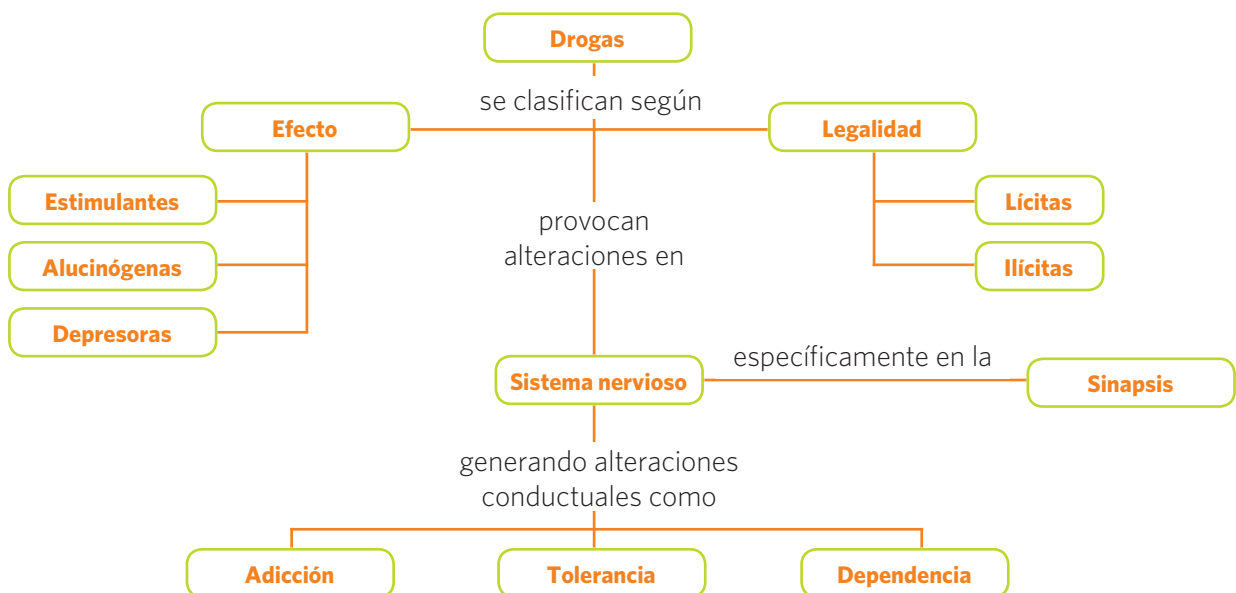 Drogas
se clasifican según
Efecto
Legalidad
Estimulantes
Alucinógenas
Depresoras
provocan
alteraciones en
Lícitas
Ilícitas
Sistema nervioso
específicamente en la
Sinapsis
generando alteraciones
conductuales como
Adicción
Tolerancia
Dependencia